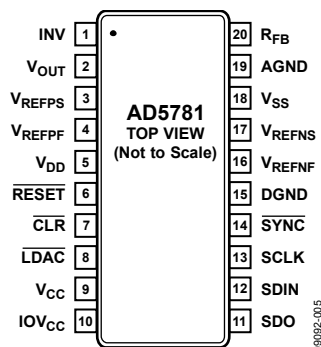 INV 1
VOUT 2
VREFPS 3
VREFPF 4
VDD 5
RESET 6
CLR 7
LDAC 8
VCC 9
IOVCC 10
AD5781
TOP VIEW
(Not to Scale)
20 RFB
19 AGND
18 VSS
17 VREFNS
16 VREFNF
15 DGND
14 SYNC
13 SCLK
12 SDIN
11 SDO
9092-005